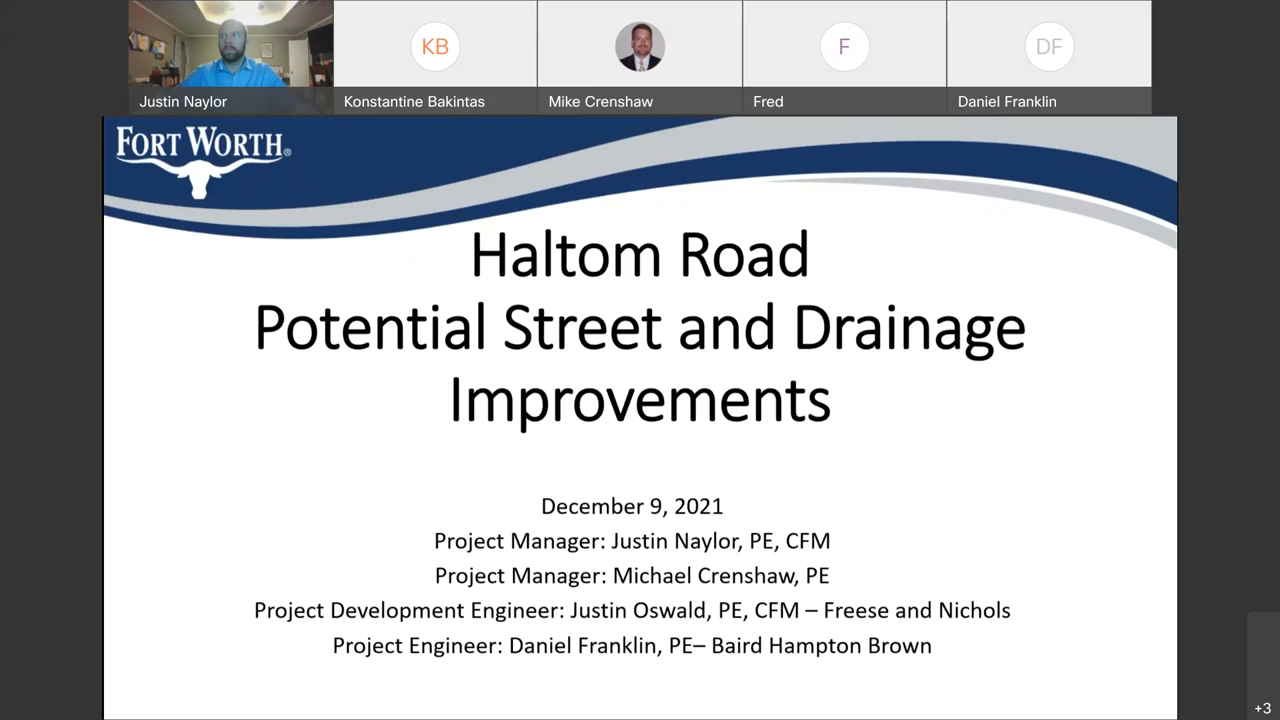 KB
F
DF
Justin Naylor
Konstantine Bakintas
Mike Crenshaw
Fred
Daniel Franklin
FORT WORTH®
Haltom Road
Potential Street and Drainage
Improvements
December 9, 2021
Project Manager: Justin Naylor, PE, CFM
Project Manager: Michael Crenshaw, PE
Project Development Engineer: Justin Oswald, PE, CFM – Freese and Nichols
Project Engineer: Daniel Franklin, PE– Baird Hampton Brown
+3